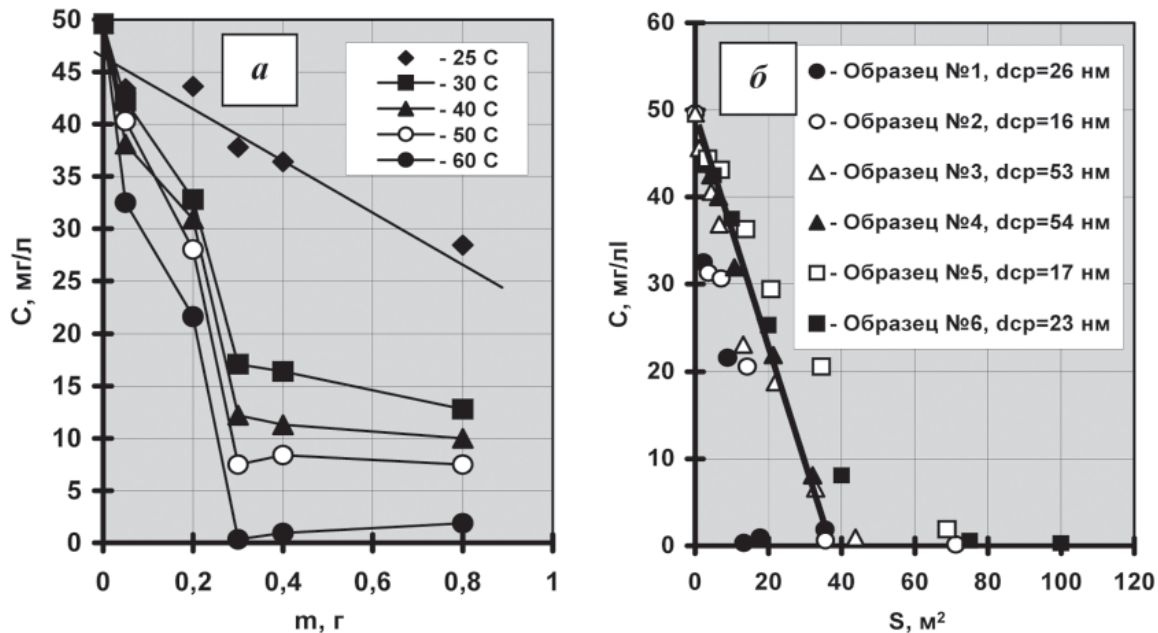 а
- 25 C
- 30 C
- 40 C
- 50 C
- 60 C
50
45
40
35
30
25
20
15
10
5
0
0
0,2
0,4
0,6
0,8
1
C, мг/л
m, г
б
- Образец №1, dср=26 нм
- Образец №2, dср=16 нм
- Образец №3, dср=53 нм
- Образец №4, dср=54 нм
- Образец №5, dср=17 нм
- Образец №6, dср=23 нм
60
50
40
30
20
10
0
0
20
40
60
80
100
120
C, мг/лl
S, м²